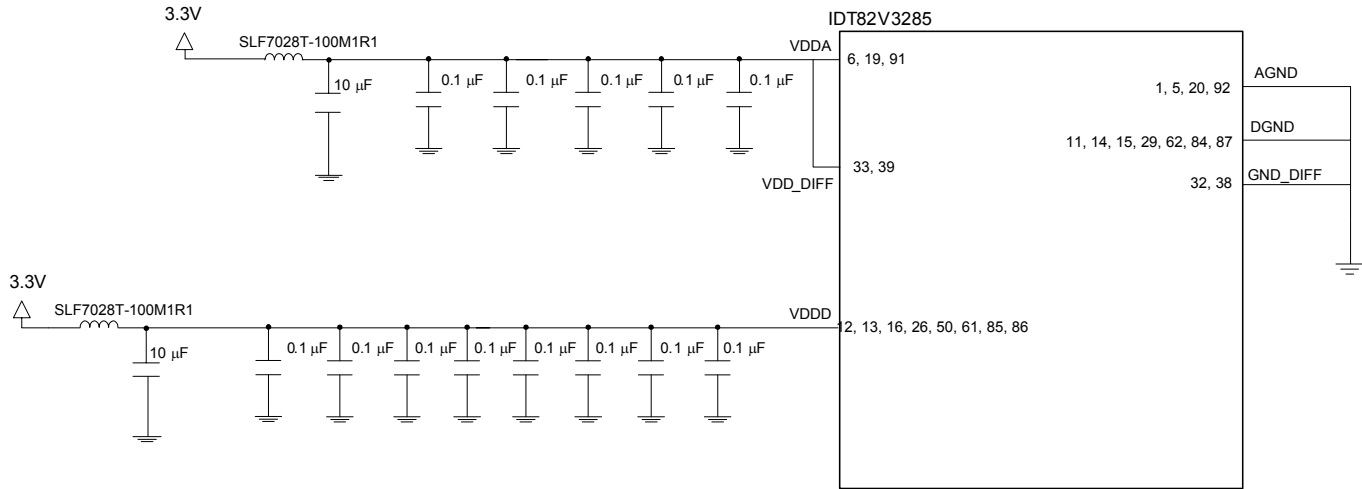 3.3V
IDT82V3285
SLF7028T-100M1R1
VDDA
6, 19, 91
10 μF
0.1 μF
0.1 μF
0.1 μF
0.1 μF
0.1 μF
AGND
1, 5, 20, 92
DGND
11, 14, 15, 29, 62, 84, 87
33, 39
VDD_DIFF
GND_DIFF
32, 38
3.3V
SLF7028T-100M1R1
VDDD
12, 13, 16, 26, 50, 61, 85, 86
10 μF
0.1 μF
0.1 μF
0.1 μF
0.1 μF
0.1 μF
0.1 μF
0.1 μF
0.1 μF